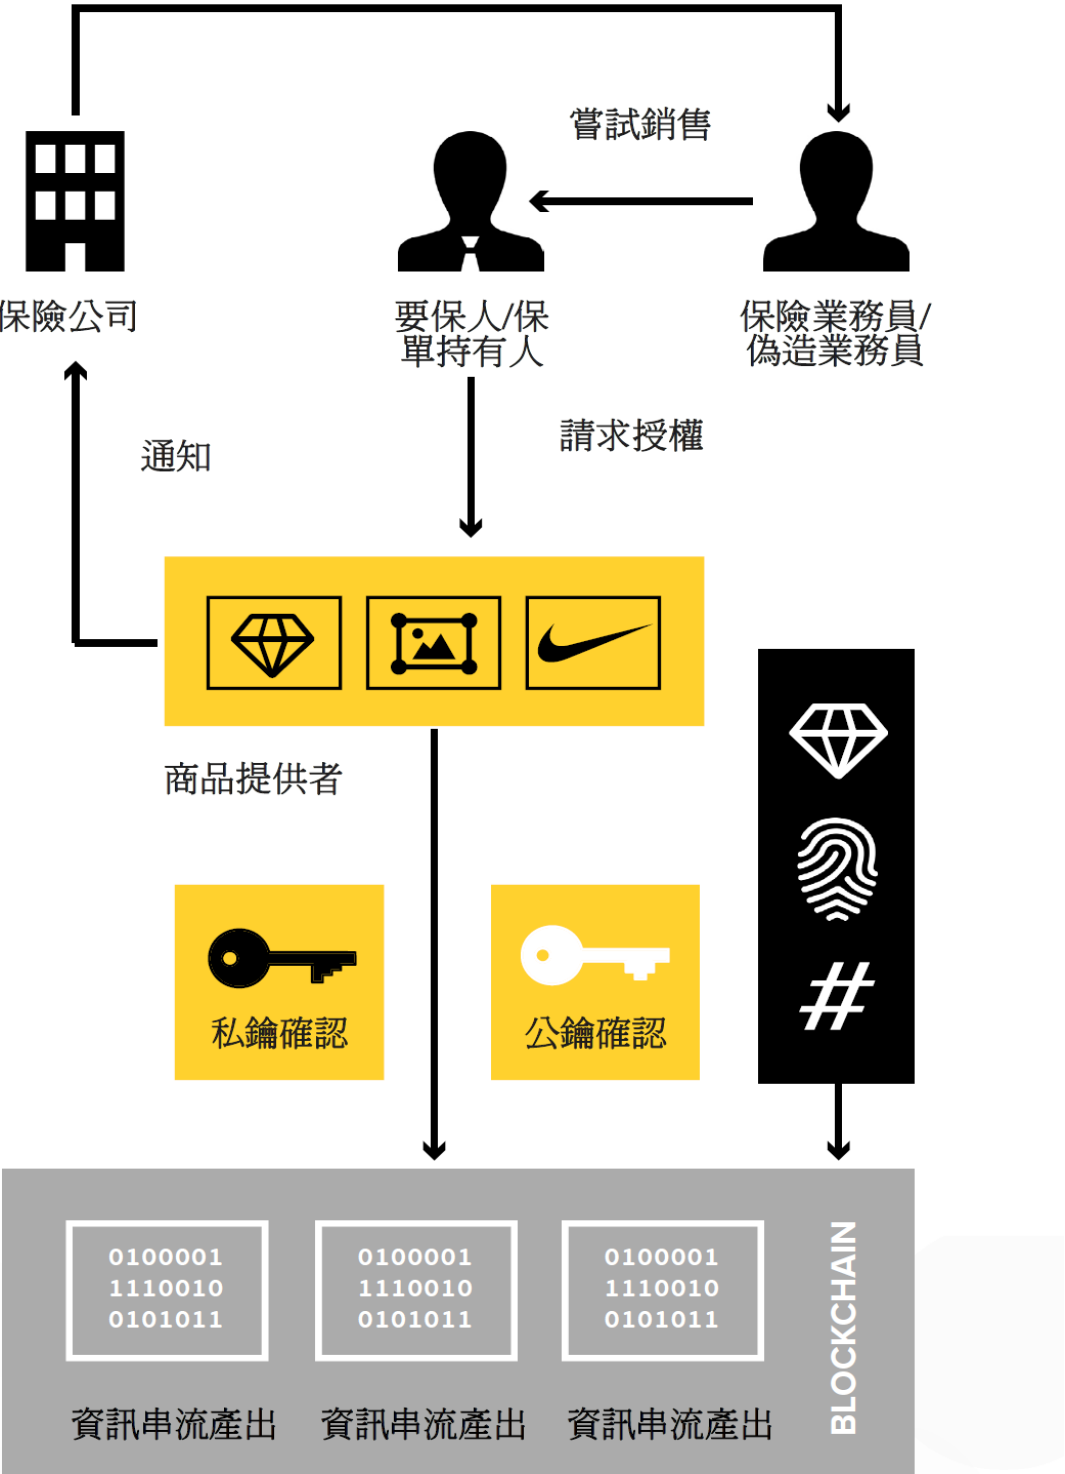 嘗試銷售
保險公司
要保人/保
單持有人
保險業務員/
偽造業務員
通知
請求授權
商品提供者
私鑰確認
公鑰確認
#
0100001
1110010
0101011
0100001
1110010
0101011
0100001
1110010
0101011
BLOCKCHAIN
資訊串流產出
資訊串流產出
資訊串流產出